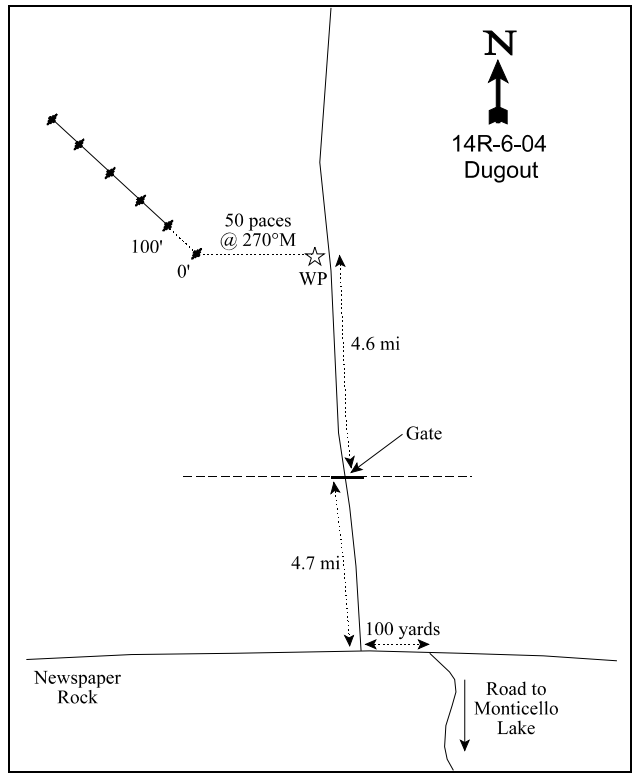 N
14R-6-04
Dugout
50 paces
@ 270°M
100'
0'
WP
4.6 mi
Gate
4.7 mi
100 yards
Newspaper
Rock
Road to
Monticello
Lake